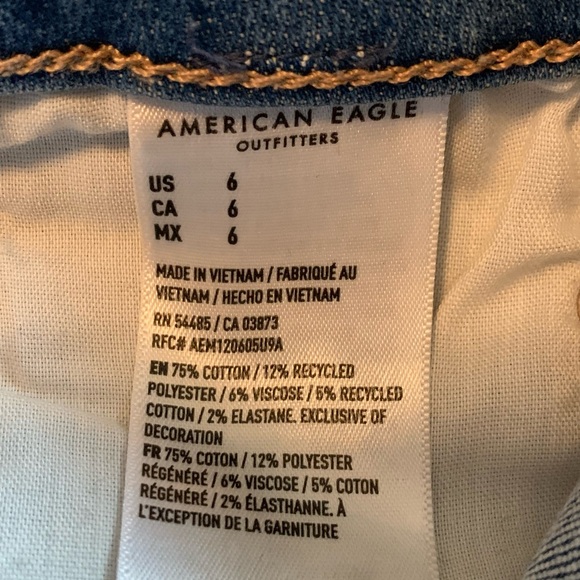 AMERICAN EAGLE
OUTFITTERS
US 6
CA 6
MX 6
MADE IN VIETNAM / FABRIQUÉ AU
VIETNAM / HECHO EN VIETNAM
RN 54485 / CA 03873
RFC# AEM120605U9A
EN 75% COTTON / 12% RECYCLED
POLYESTER / 6% VISCOSE / 5% RECYCLED
COTTON / 2% ELASTANE. EXCLUSIVE OF
DECORATION
FR 75% COTON / 12% POLYESTER
RÉGÉNÉRÉ / 6% VISCOSE / 5% COTON
RÉGÉNÉRÉ / 2% ÉLASTHANNE. À
L'EXCEPTION DE LA GARNITURE